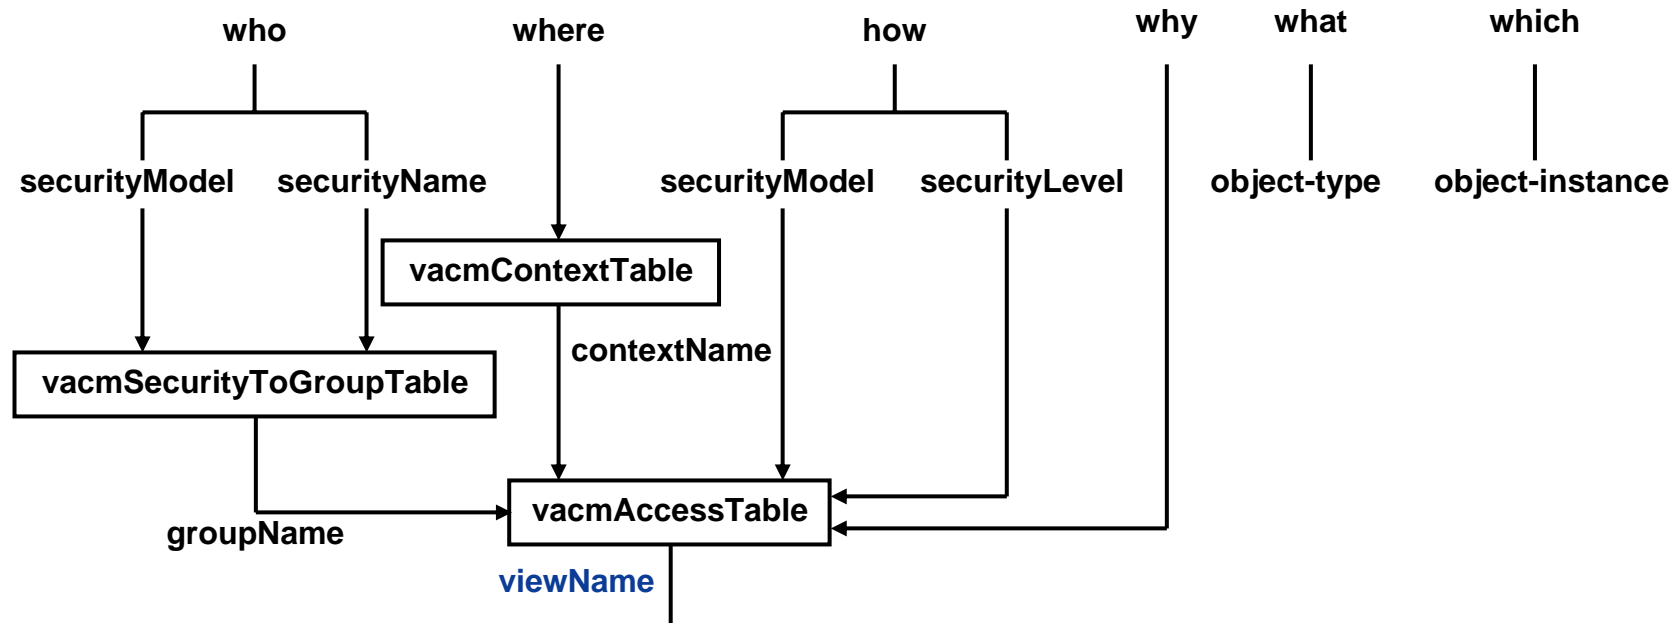 who
where
how
why
what
which
securityModel
securityName
securityModel
securityLevel
object-type
object-instance
vacmContextTable
contextName
vacmSecurityToGroupTable
vacmAccessTable
groupName
viewName